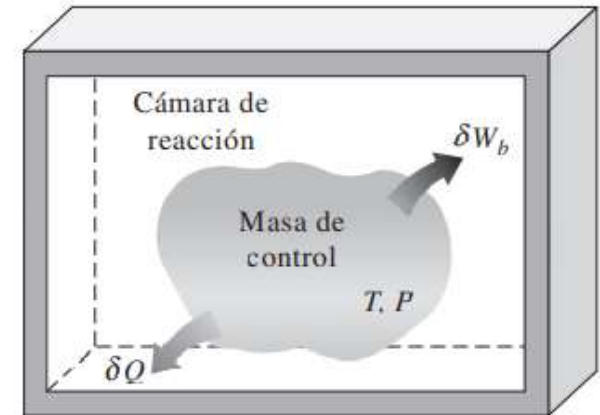 Cámara de
reacción
δW_b
Masa de
control
T, P
δQ